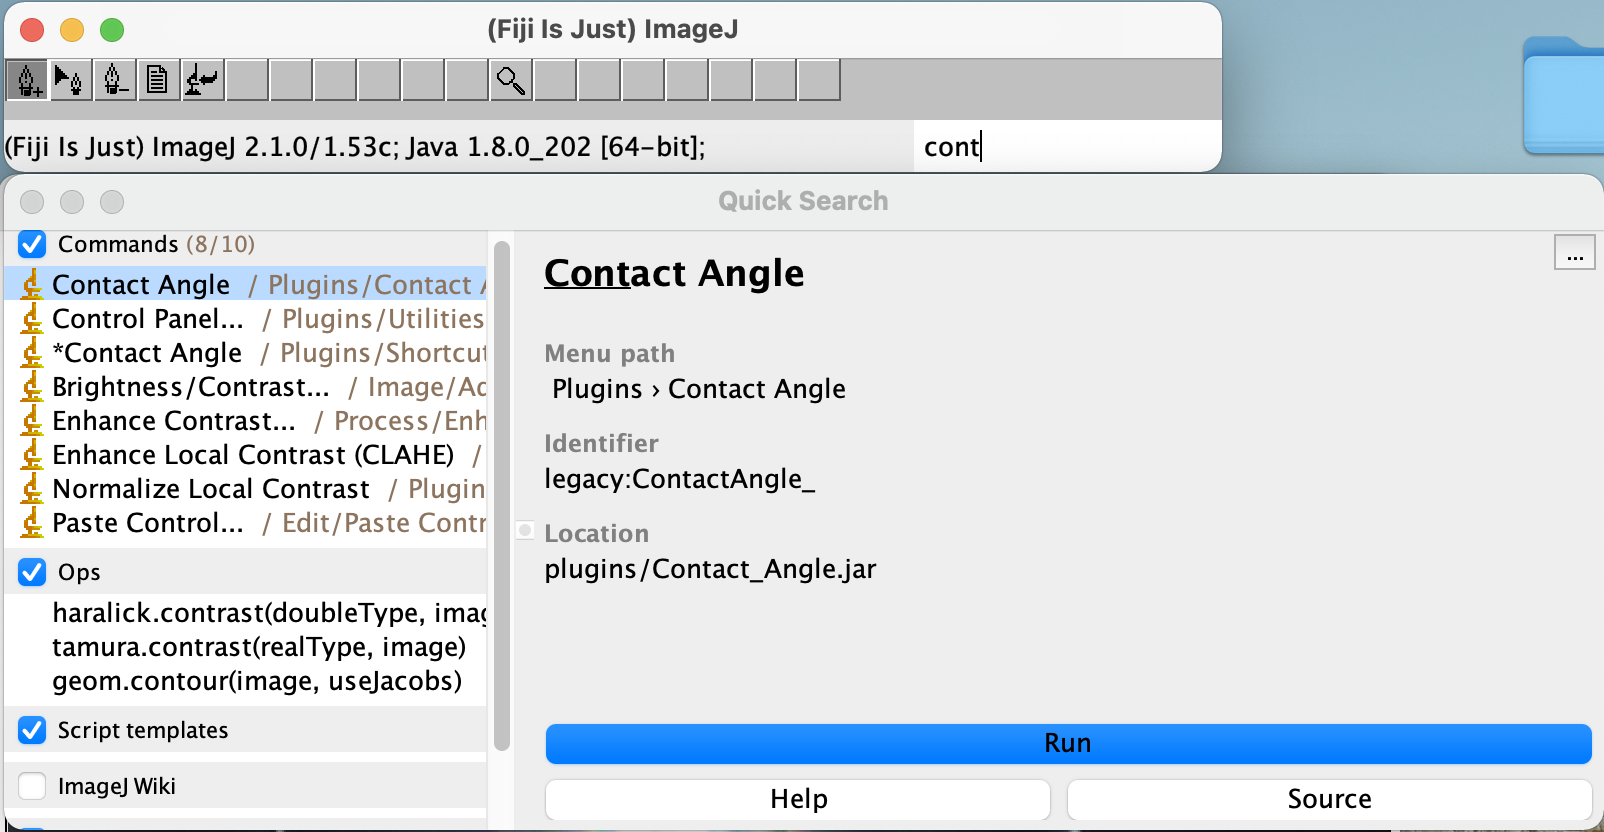 (Fiji Is Just) ImageJ
(Fiji Is Just) ImageJ 2.1.0/1.53c; Java 1.8.0_202 [64-bit];
cont
Quick Search
Commands (8/10)
Contact Angle / Plugins/Contact
Control Panel... / Plugins/Utilities
*Contact Angle / Plugins/Shortcut
Brightness/Contrast... / Image/Ad
Enhance Contrast... / Process/Enh
Enhance Local Contrast (CLAHE) /
Normalize Local Contrast / Plugin
Paste Control... / Edit/Paste Contr
Ops
haralick.contrast(doubleType, imag
tamura.contrast(realType, image)
geom.contour(image, useJacobs)
Script templates
ImageJ Wiki
...
Contact Angle
Menu path
Plugins › Contact Angle
Identifier
legacy:ContactAngle_
Location
plugins/Contact_Angle.jar
Run
Help
Source